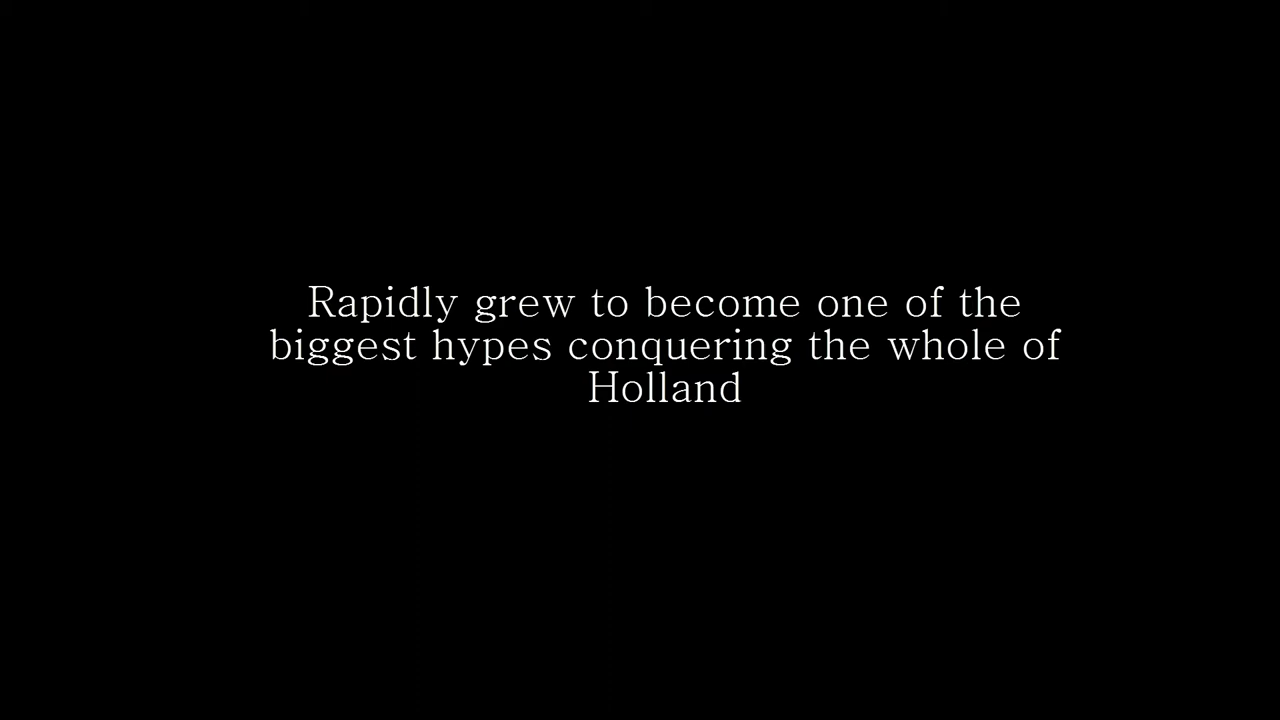 Rapidly grew to become one of the
biggest hypes conquering the whole of
Holland